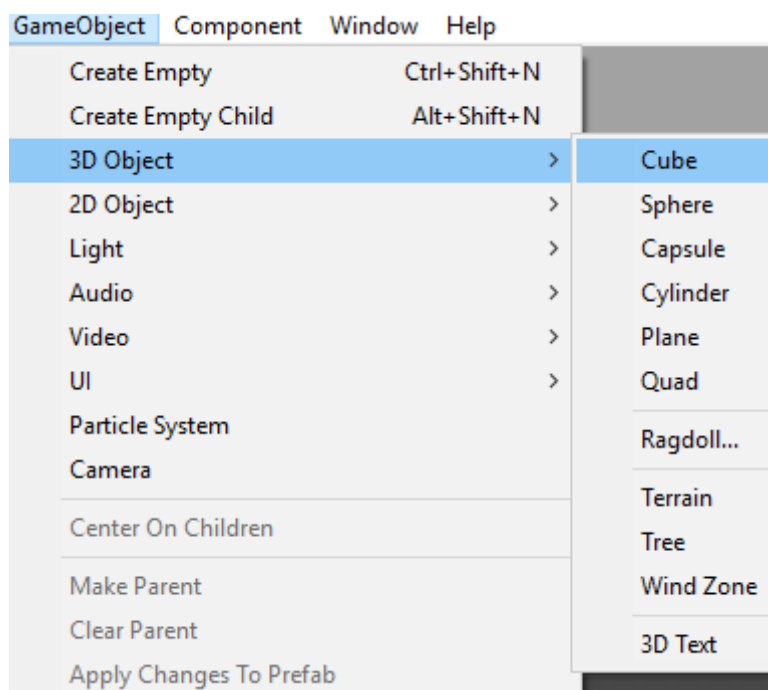 GameObject Component Window Help
Create Empty Ctrl+Shift+N
Create Empty Child Alt+Shift+N
3D Object >
2D Object >
Light >
Audio >
Video >
UI >
Particle System
Camera
Center On Children
Make Parent
Clear Parent
Apply Changes To Prefab
Cube
Sphere
Capsule
Cylinder
Plane
Quad
Ragdoll...
Terrain
Tree
Wind Zone
3D Text